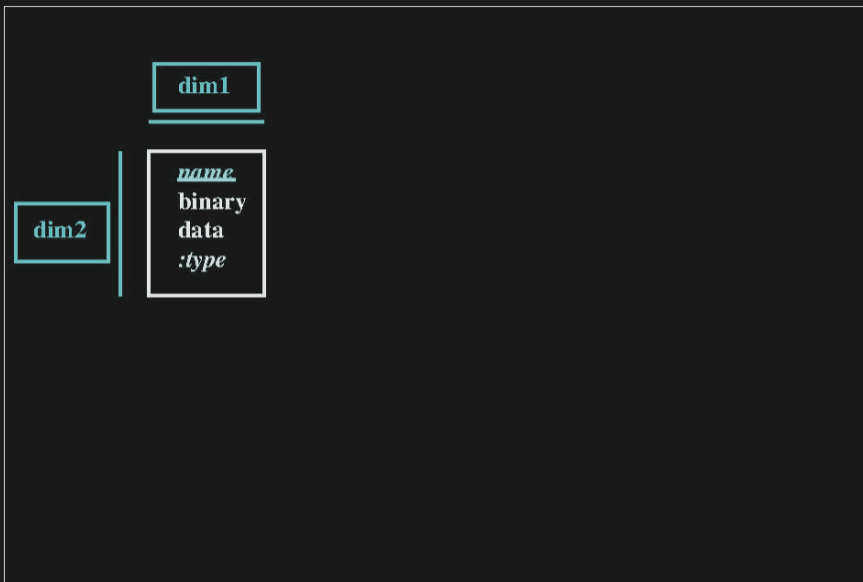 dim1
name
binary
data
:type
dim2